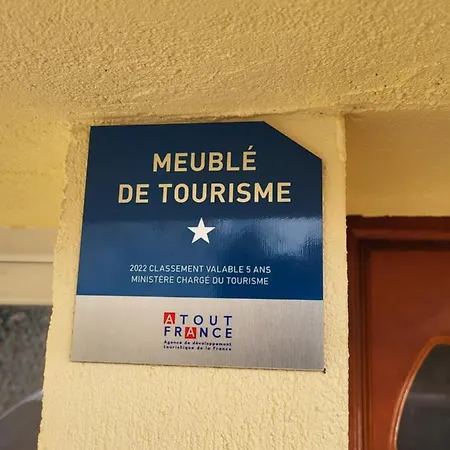 MEUBLÉ
DE TOURISME
2022 CLASSEMENT VALABLE 5 ANS
MINISTÈRE CHARGÉ DU TOURISME
ATOUT
FRANCE
Agence de développement
touristique de la France